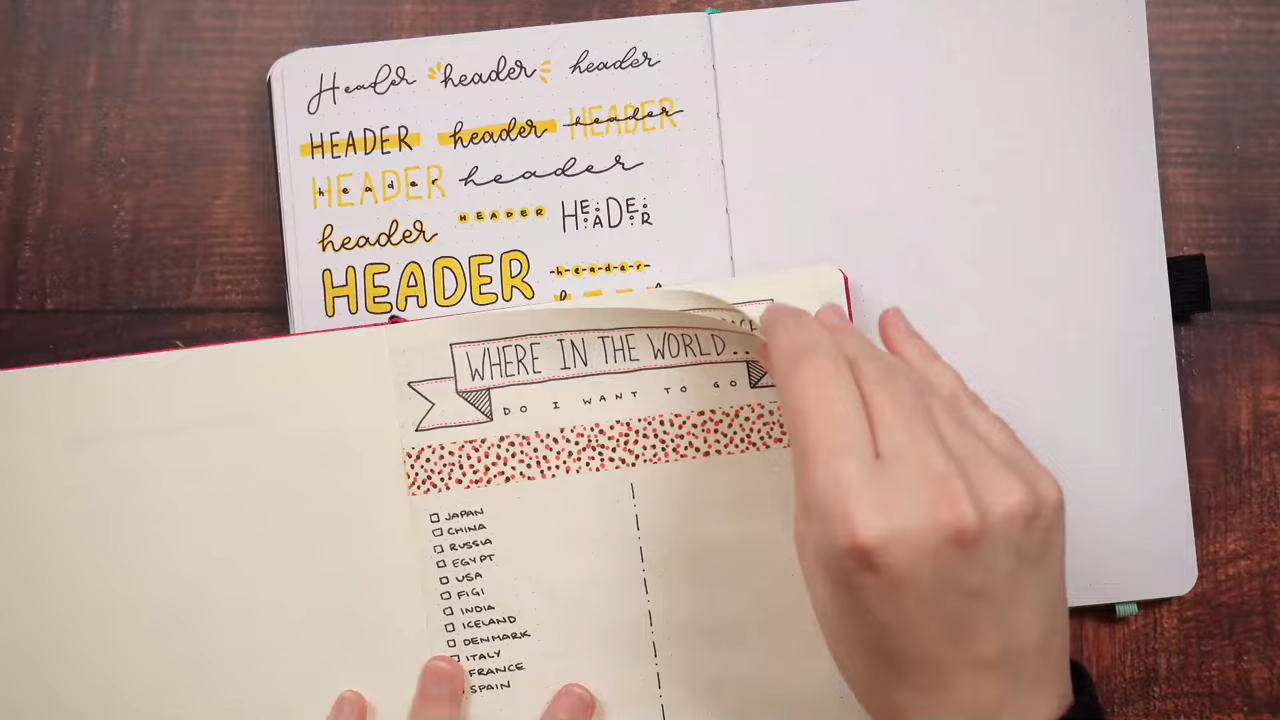 Header header header
HEADER header HEADER header
HEADER header header
header HEADER HEADER
HEADER header
WHERE IN THE WORLD...
DO I WANT TO GO
JAPAN
CHINA
RUSSIA
EGYPT
USA
FIGI
INDIA
ICELAND
DENMARK
ITALY
FRANCE
SPAIN